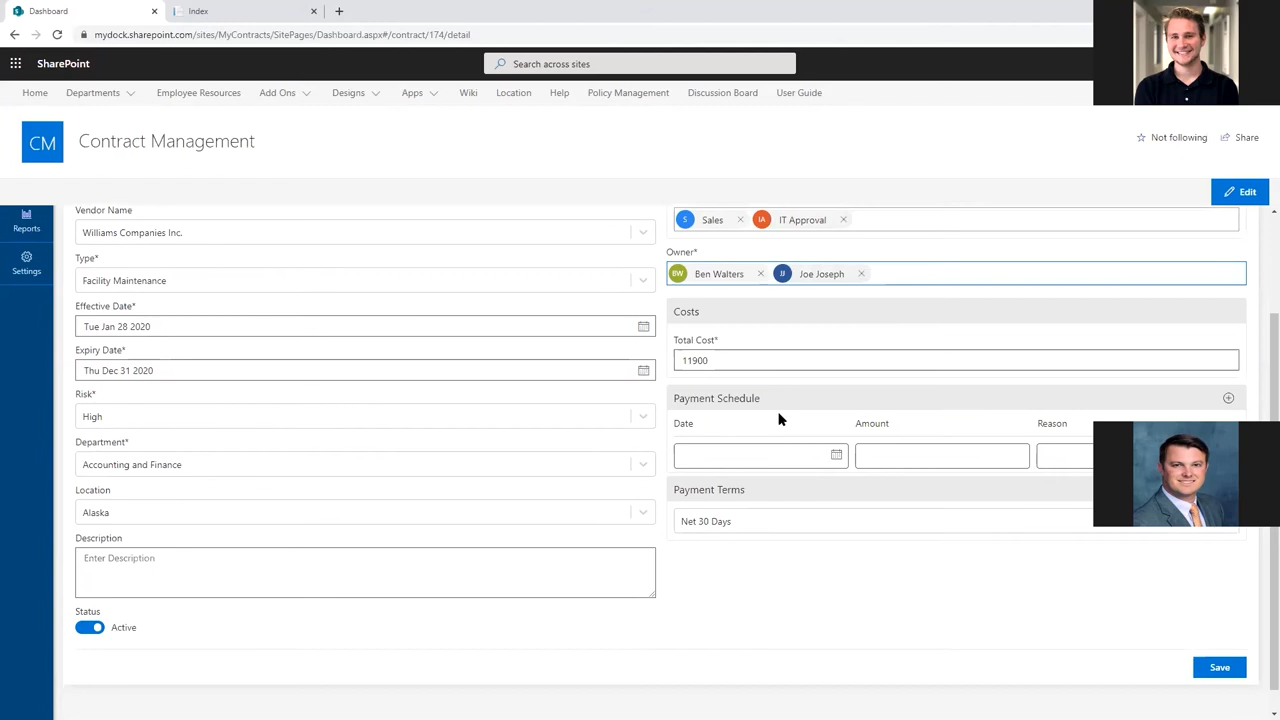 Dashboard
Index
mydock.sharepoint.com/sites/MyContracts/SitePages/Dashboard.aspx#/contract/174/detail
SharePoint
Search across sites
Home Departments Employee Resources Add Ons Designs Apps Wiki Location Help Policy Management Discussion Board User Guide
CM
Contract Management
Not following
Share
Edit
Reports
Settings
Vendor Name
Williams Companies Inc.
Type*
Facility Maintenance
Effective Date*
Tue Jan 28 2020
Expiry Date*
Thu Dec 31 2020
Risk*
High
Department*
Accounting and Finance
Location
Alaska
Description
Enter Description
Status
Active
S Sales IA IT Approval
Owner*
BW Ben Walters JJ Joe Joseph
Costs
Total Cost*
11900
Payment Schedule
Date Amount Reason
Payment Terms
Net 30 Days
Save